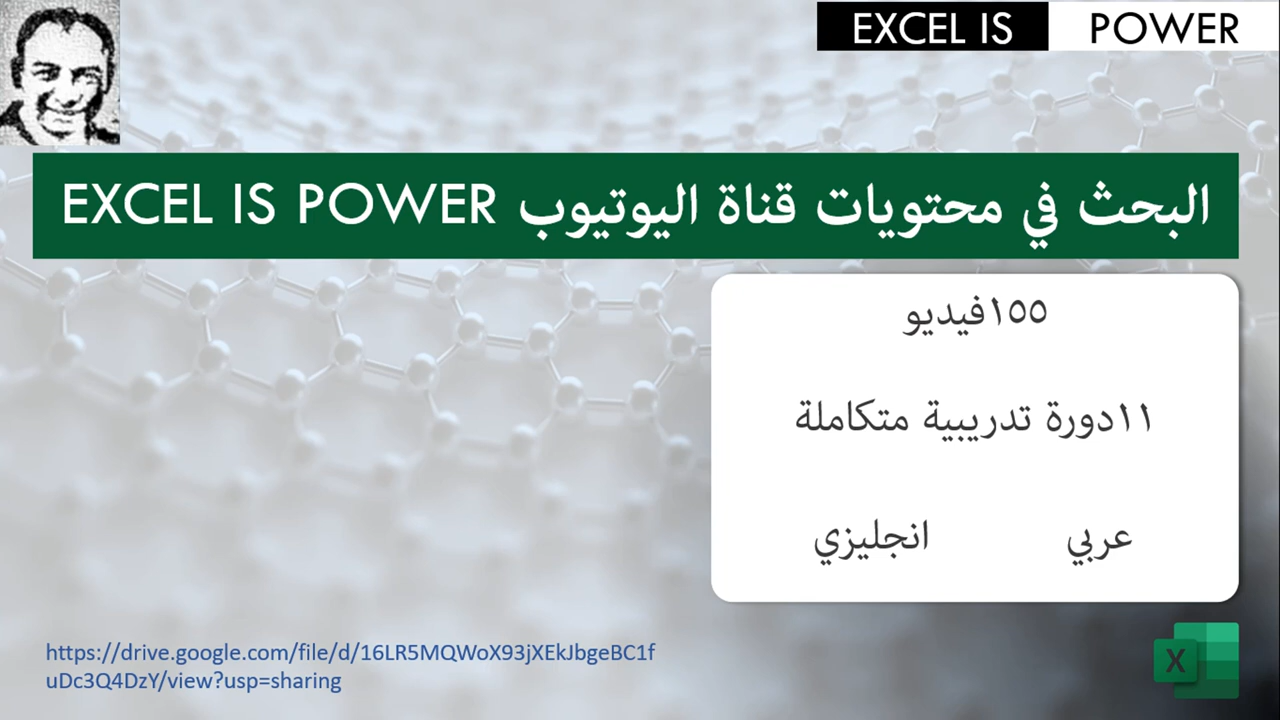 EXCEL IS POWER
البحث في محتويات قناة اليوتيوب EXCEL IS POWER
١٥٥فيديو
١١دورة تدريبية متكاملة
عربي انجليزي
https://drive.google.com/file/d/16LR5MQWoX93jXEkJbgeBC1f
uDc3Q4DzY/view?usp=sharing
X